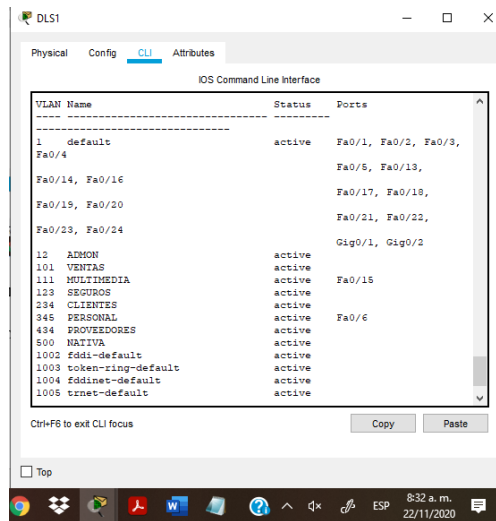 DLS1
Physical Config CLI Attributes
IOS Command Line Interface
VLAN Name Status Ports
---- -------------------------------- ---------
-------------------------------
1 default active Fa0/1, Fa0/2, Fa0/3,
Fa0/4
Fa0/5, Fa0/13,
Fa0/14, Fa0/16
Fa0/17, Fa0/18,
Fa0/19, Fa0/20
Fa0/21, Fa0/22,
Fa0/23, Fa0/24
Gig0/1, Gig0/2
12 ADMON active
101 VENTAS active
111 MULTIMEDIA active Fa0/15
123 SEGUROS active
234 CLIENTES active
345 PERSONAL active Fa0/6
434 PROVEEDORES active
500 NATIVA active
1002 fddi-default active
1003 token-ring-default active
1004 fddinet-default active
1005 trnet-default active
Ctrl+F6 to exit CLI focus
Copy Paste
Top
ESP
8:32 a. m.
22/11/2020